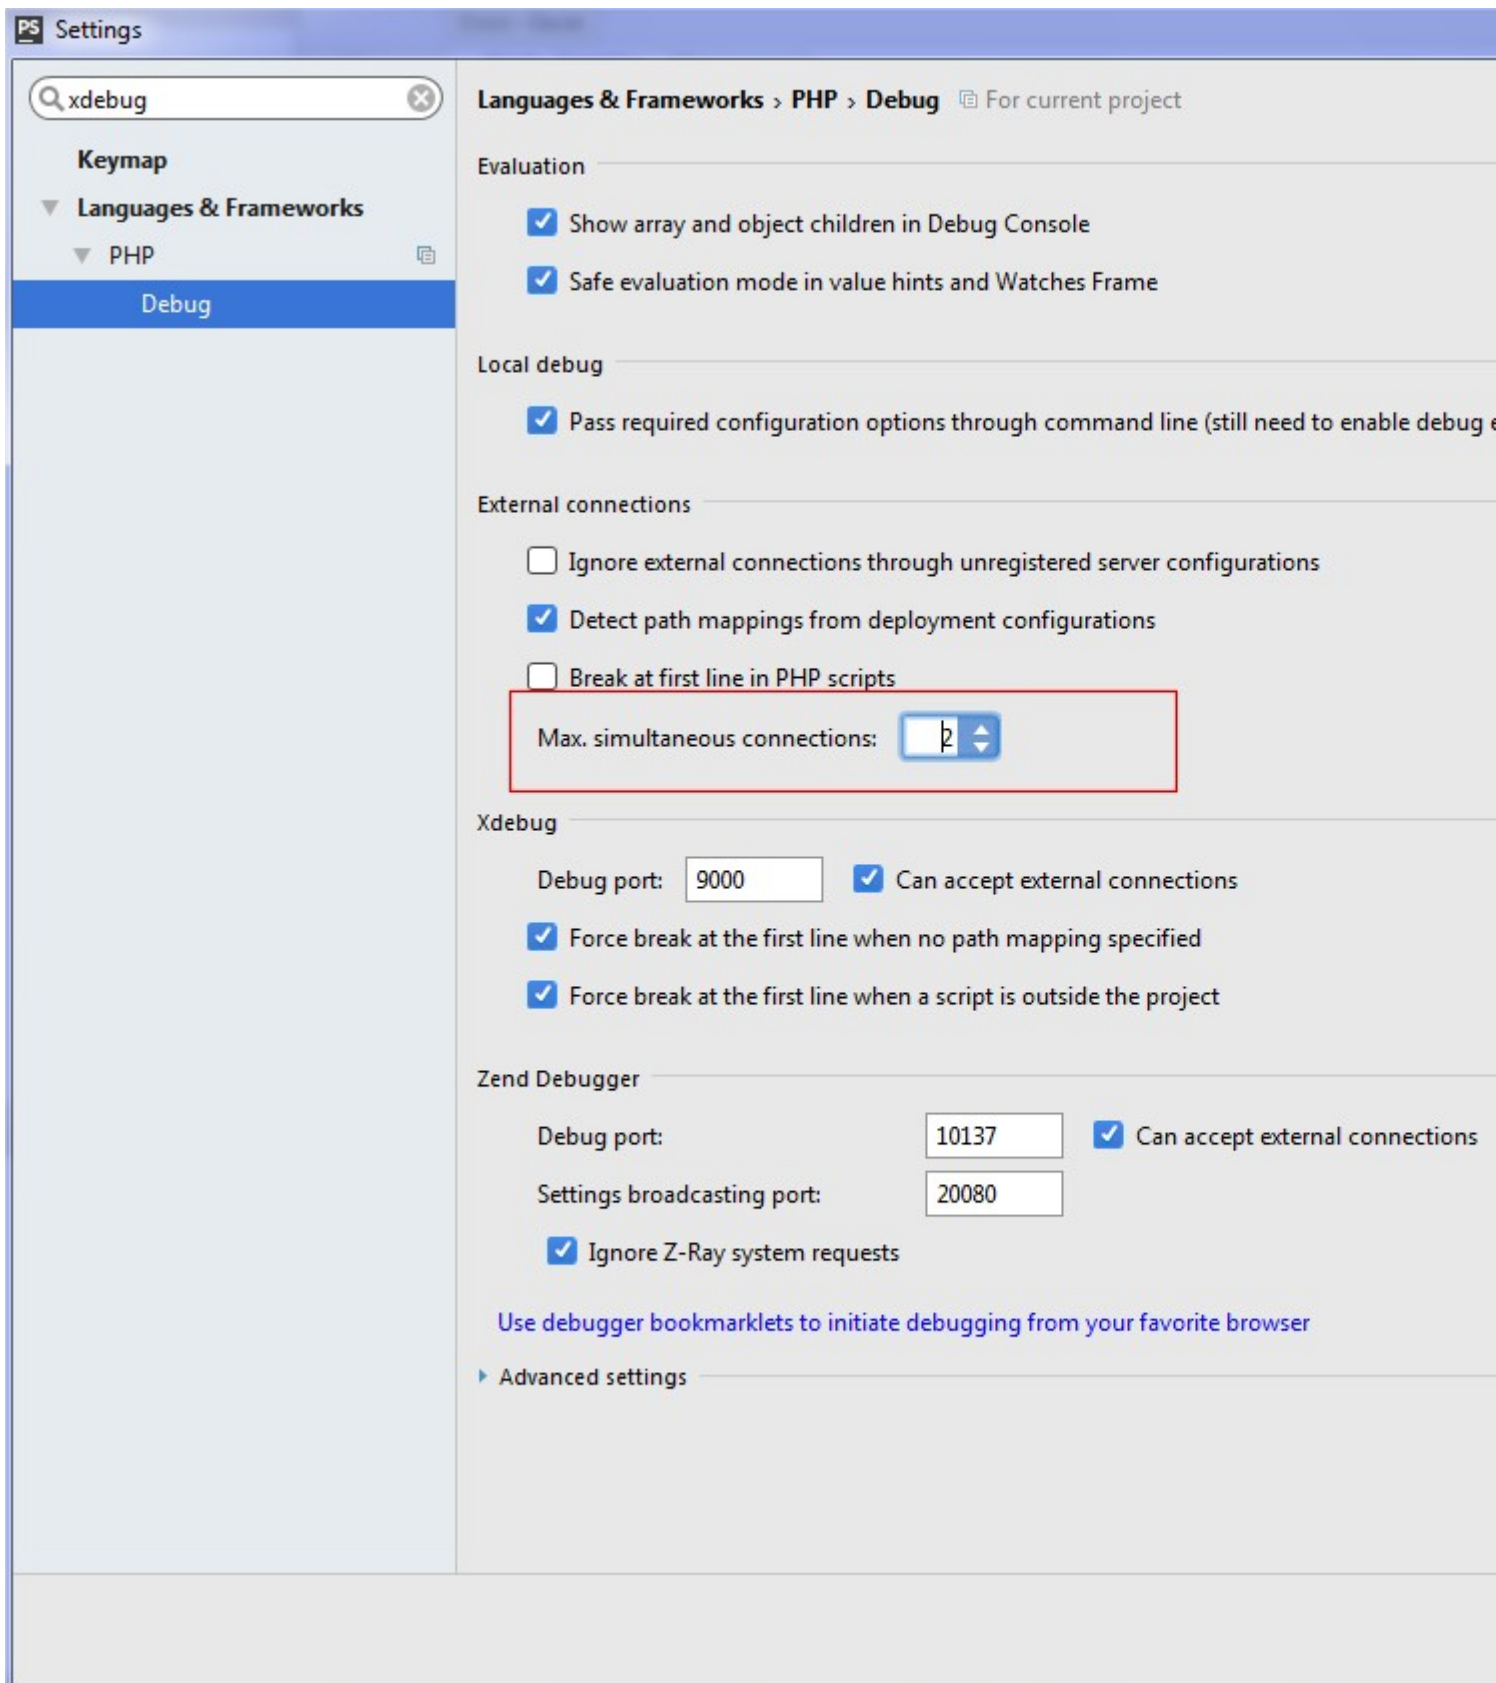 PS Settings
xdebug
Keymap
Languages & Frameworks
PHP
Debug
Languages & Frameworks › PHP › Debug For current project
Evaluation
Show array and object children in Debug Console
Safe evaluation mode in value hints and Watches Frame
Local debug
Pass required configuration options through command line (still need to enable debug e
External connections
Ignore external connections through unregistered server configurations
Detect path mappings from deployment configurations
Break at first line in PHP scripts
Max. simultaneous connections: 2
Xdebug
Debug port: 9000 Can accept external connections
Force break at the first line when no path mapping specified
Force break at the first line when a script is outside the project
Zend Debugger
Debug port: 10137 Can accept external connections
Settings broadcasting port: 20080
Ignore Z-Ray system requests
Use debugger bookmarklets to initiate debugging from your favorite browser
Advanced settings